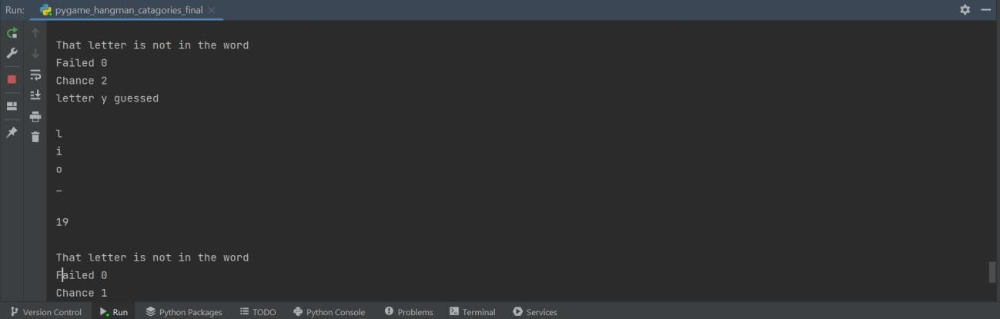 Run: pygame_hangman_catagories_final
That letter is not in the word
Failed 0
Chance 2
letter y guessed
l
i
o
_
19
That letter is not in the word
Failed 0
Chance 1
Version Control Run Python Packages TODO Python Console Problems Terminal Services